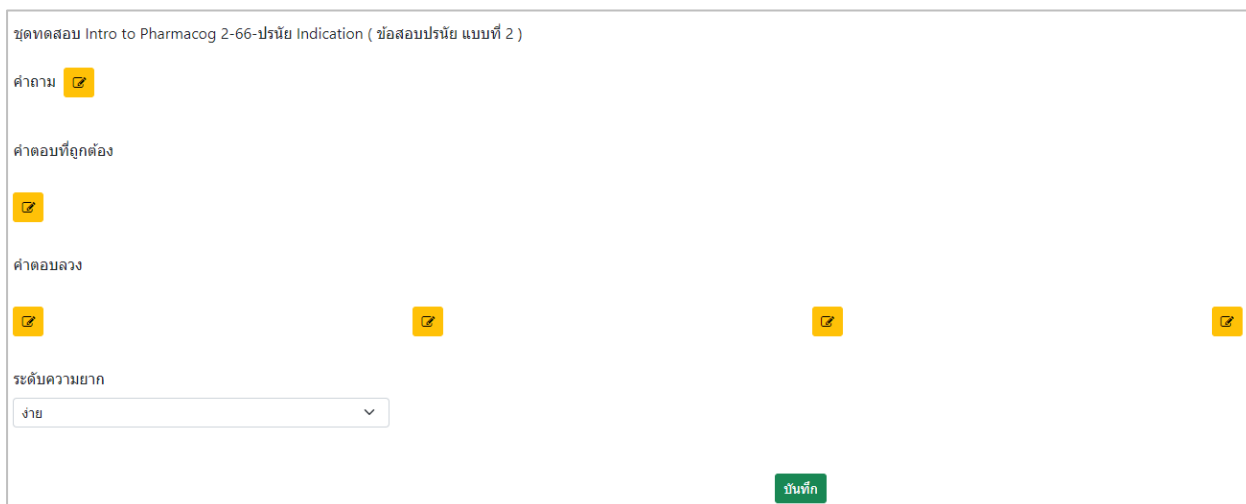 ชุดทดสอบ Intro to Pharmacog 2-66-ปรนัย Indication ( ข้อสอบปรนัย แบบที่ 2 )
คำถาม
คำตอบที่ถูกต้อง
คำตอบลวง
ระดับความยาก
ง่าย
บันทึก